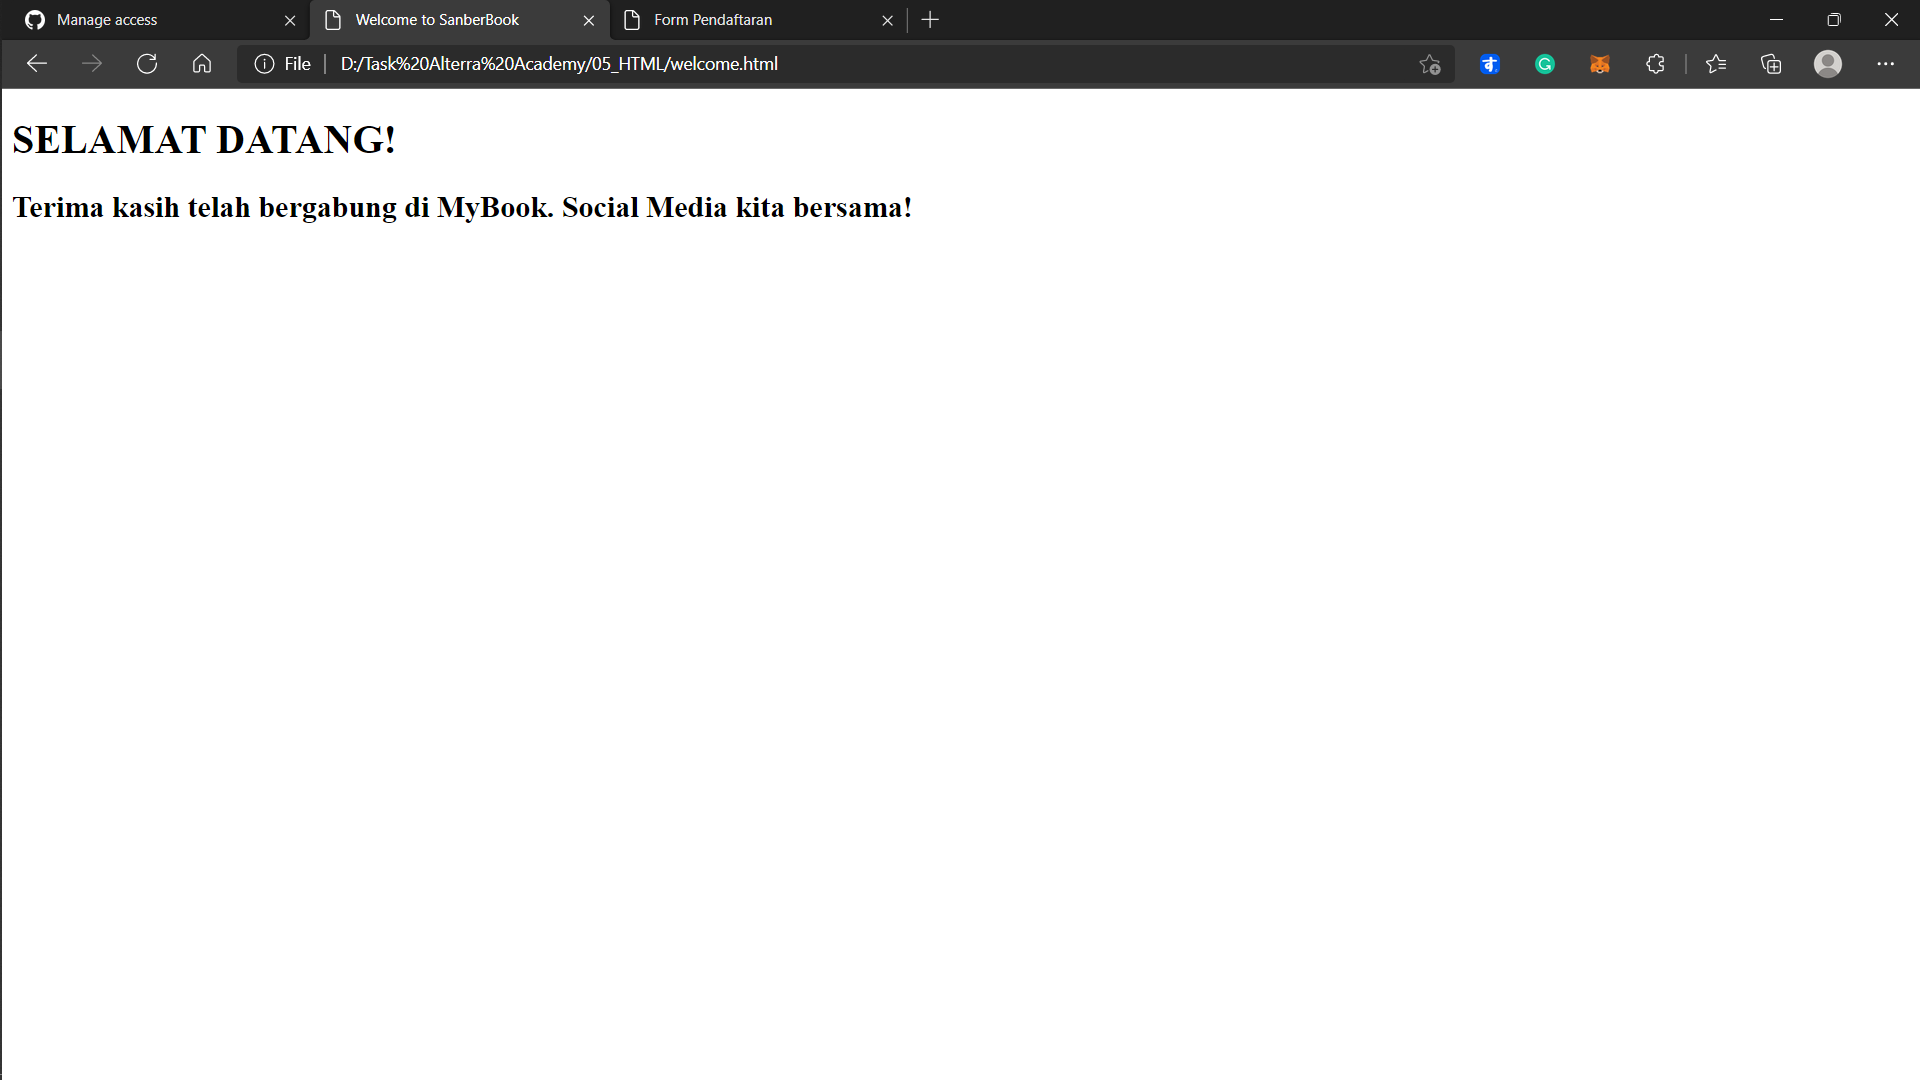 Manage access
Welcome to SanberBook
Form Pendaftaran
File
D:/Task%20Alterra%20Academy/05_HTML/welcome.html
SELAMAT DATANG!
Terima kasih telah bergabung di MyBook. Social Media kita bersama!